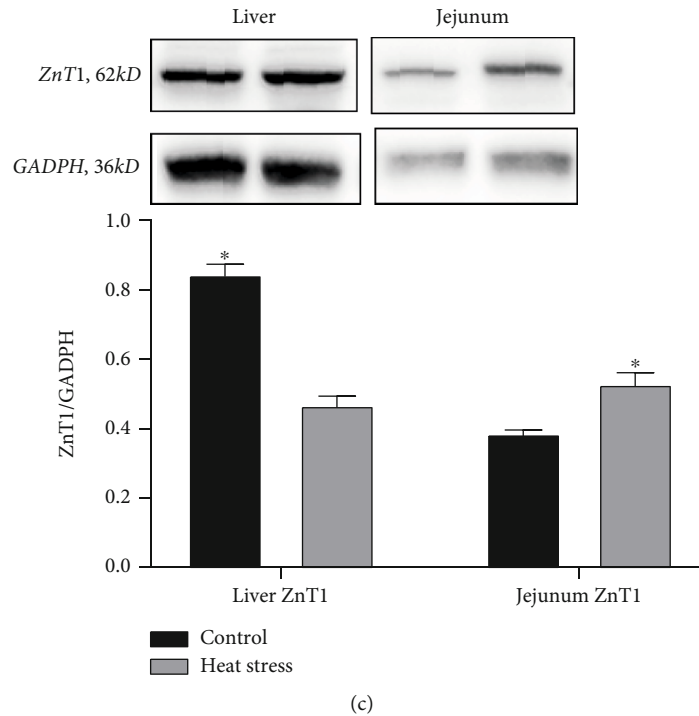 Liver Jejunum
ZnT1, 62kD
GADPH, 36kD
1.0
0.8
0.6
0.4
0.2
0.0
ZnT1/GADPH
*
*
Liver ZnT1 Jejunum ZnT1
Control
Heat stress
(c)